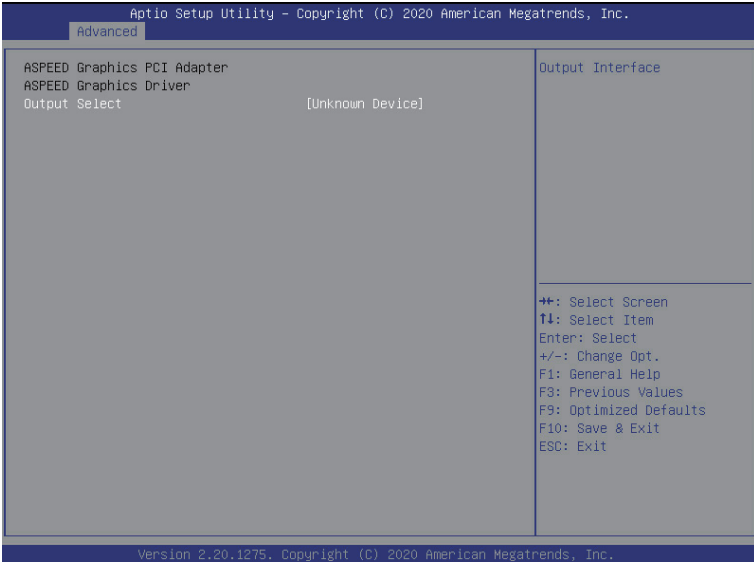 Aptio Setup Utility – Copyright (C) 2020 American Megatrends, Inc.
Advanced
ASPEED Graphics PCI Adapter
ASPEED Graphics Driver
Output Select [Unknown Device]
Output Interface
→←: Select Screen
↑↓: Select Item
Enter: Select
+/-: Change Opt.
F1: General Help
F3: Previous Values
F9: Optimized Defaults
F10: Save & Exit
ESC: Exit
Version 2.20.1275. Copyright (C) 2020 American Megatrends, Inc.